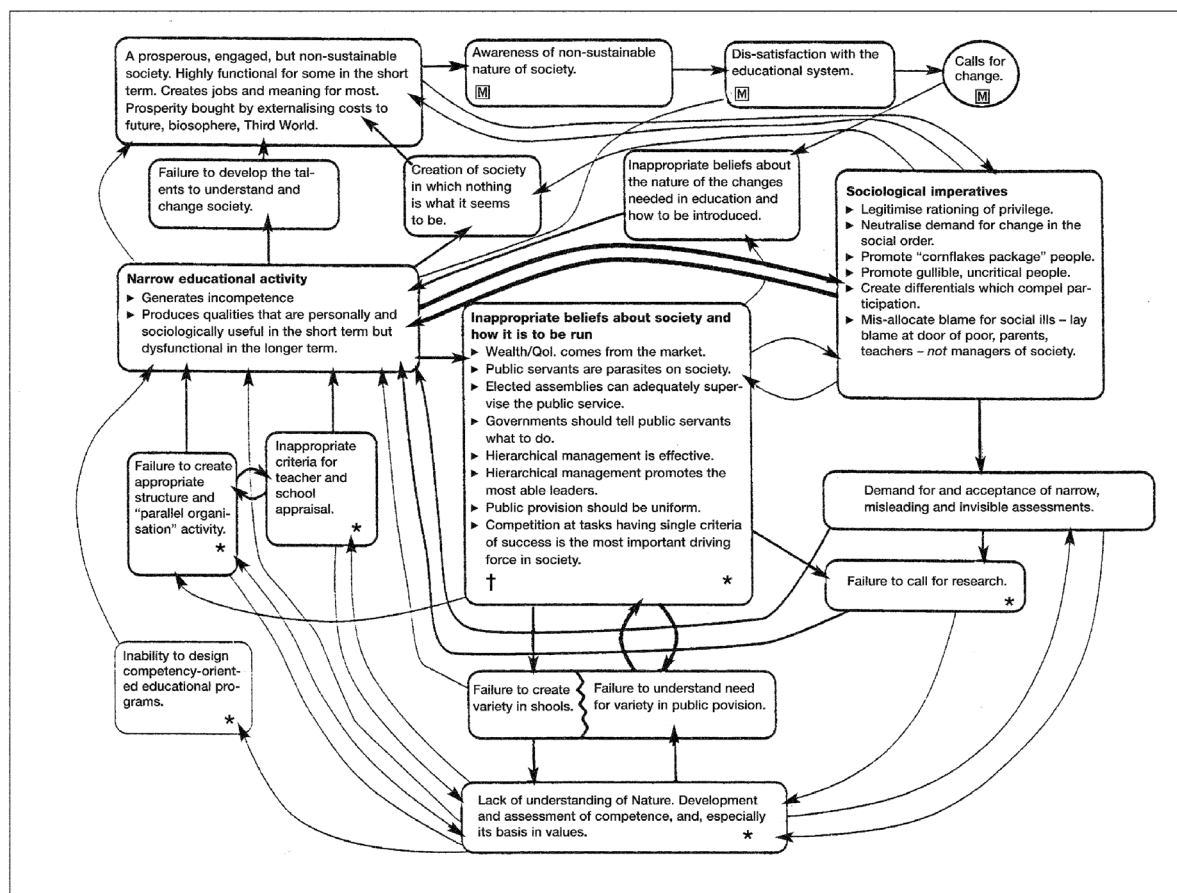 A prosperous, engaged, but non-sustainable
society. Highly functional for some in the short
term. Creates jobs and meaning for most.
Prosperity bought by externalising costs to
future, biosphere, Third World.
Awareness of non-sustainable
nature of society.
M
Dis-satisfaction with the
educational system.
M
Calls for
change.
M
Failure to develop the tal-
ents to understand and
change society.
Creation of society
in which nothing
is what it seems
to be.
Inappropriate beliefs about
the nature of the changes
needed in education and
how to be introduced.
Sociological imperatives
► Legitimise rationing of privilege.
► Neutralise demand for change in the
social order.
► Promote “cornflakes package” people.
► Promote gullible, uncritical people.
► Create differentials which compel par-
ticipation.
► Mis-allocate blame for social ills – lay
blame at door of poor, parents,
teachers – not managers of society.
Narrow educational activity
► Generates incompetence
► Produces qualities that are personally and
sociologically useful in the short term but
dysfunctional in the longer term.
Inappropriate beliefs about society and
how it is to be run
► Wealth/Qol. comes from the market.
► Public servants are parasites on society.
► Elected assemblies can adequately super-
vise the public service.
► Governments should tell public servants
what to do.
► Hierarchical management is effective.
► Hierarchical management promotes the
most able leaders.
► Public provision should be uniform.
► Competition at tasks having single criteria
of success is the most important driving
force in society.
† *
Failure to create
appropriate
structure and
“parallel organi-
sation” activity.
*
Inappropriate
criteria for
teacher and
school
appraisal.
*
Demand for and acceptance of narrow,
misleading and invisible assessments.
Failure to call for research.
*
Inability to design
competency-orient-
ed educational pro-
grams.
*
Failure to create
variety in shools.
Failure to understand need
for variety in public povision.
Lack of understanding of Nature. Development
and assessment of competence, and, especially
its basis in values.
*